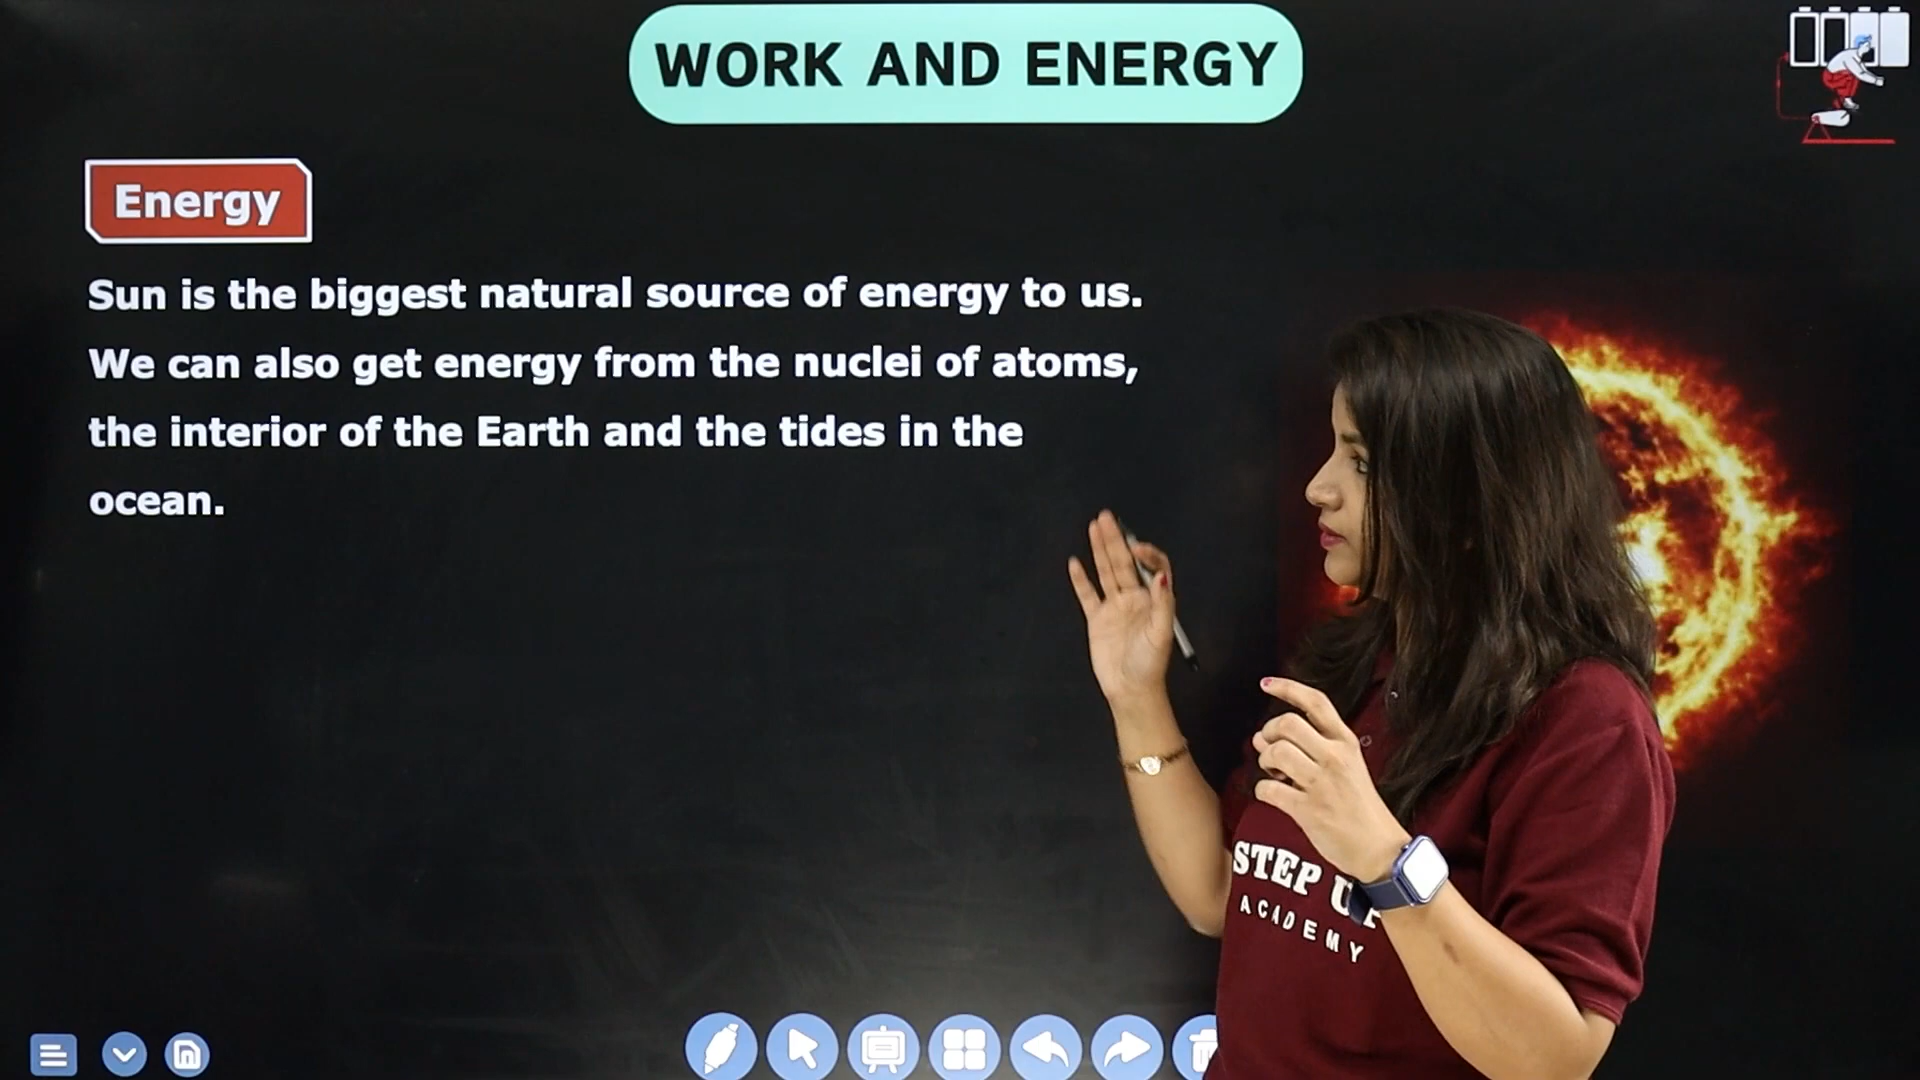 WORK AND ENERGY
Energy
Sun is the biggest natural source of energy to us.
We can also get energy from the nuclei of atoms,
the interior of the Earth and the tides in the
ocean.
STEP UP
ACADEMY